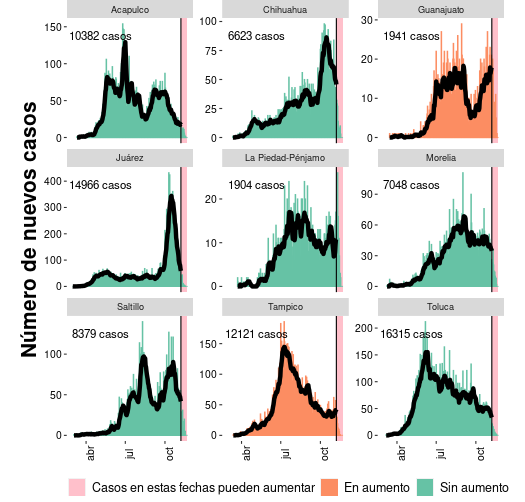 Acapulco
Chihuahua
Guanajuato
10382 casos
6623 casos
1941 casos
150
100
50
0
100
75
50
25
0
30
20
10
0
Juárez
La Piedad-Pénjamo
Morelia
14966 casos
1904 casos
7048 casos
400
300
200
100
0
20
10
0
90
60
30
0
Saltillo
Tampico
Toluca
8379 casos
12121 casos
16315 casos
100
50
0
150
100
50
0
200
150
100
50
0
abr
jul
oct
abr
jul
oct
abr
jul
oct
Número de nuevos casos
Casos en estas fechas pueden aumentar
En aumento
Sin aumento